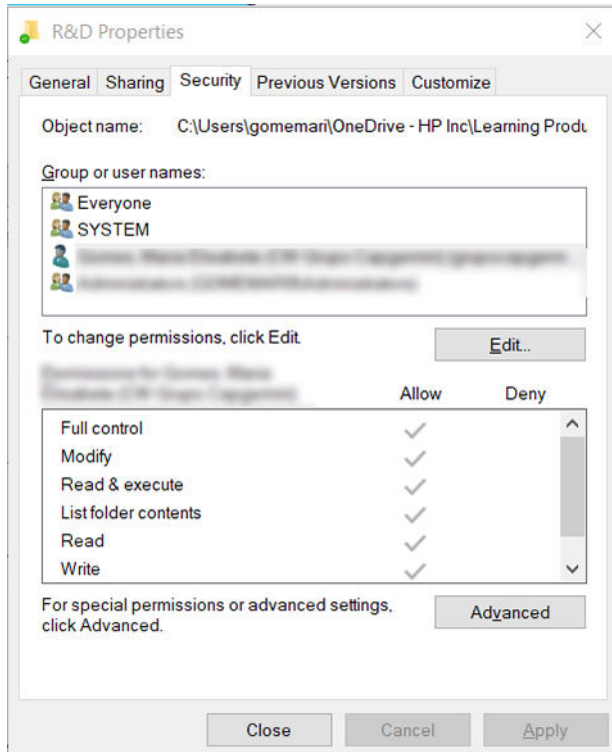 R&D Properties
General Sharing Security Previous Versions Customize
Object name: C:\Users\gomemari\OneDrive - HP Inc\Learning Produ
Group or user names:
Everyone
SYSTEM
To change permissions, click Edit.
Edit...
Allow Deny
Full control
Modify
Read & execute
List folder contents
Read
Write
For special permissions or advanced settings,
click Advanced.
Advanced
Close Cancel Apply